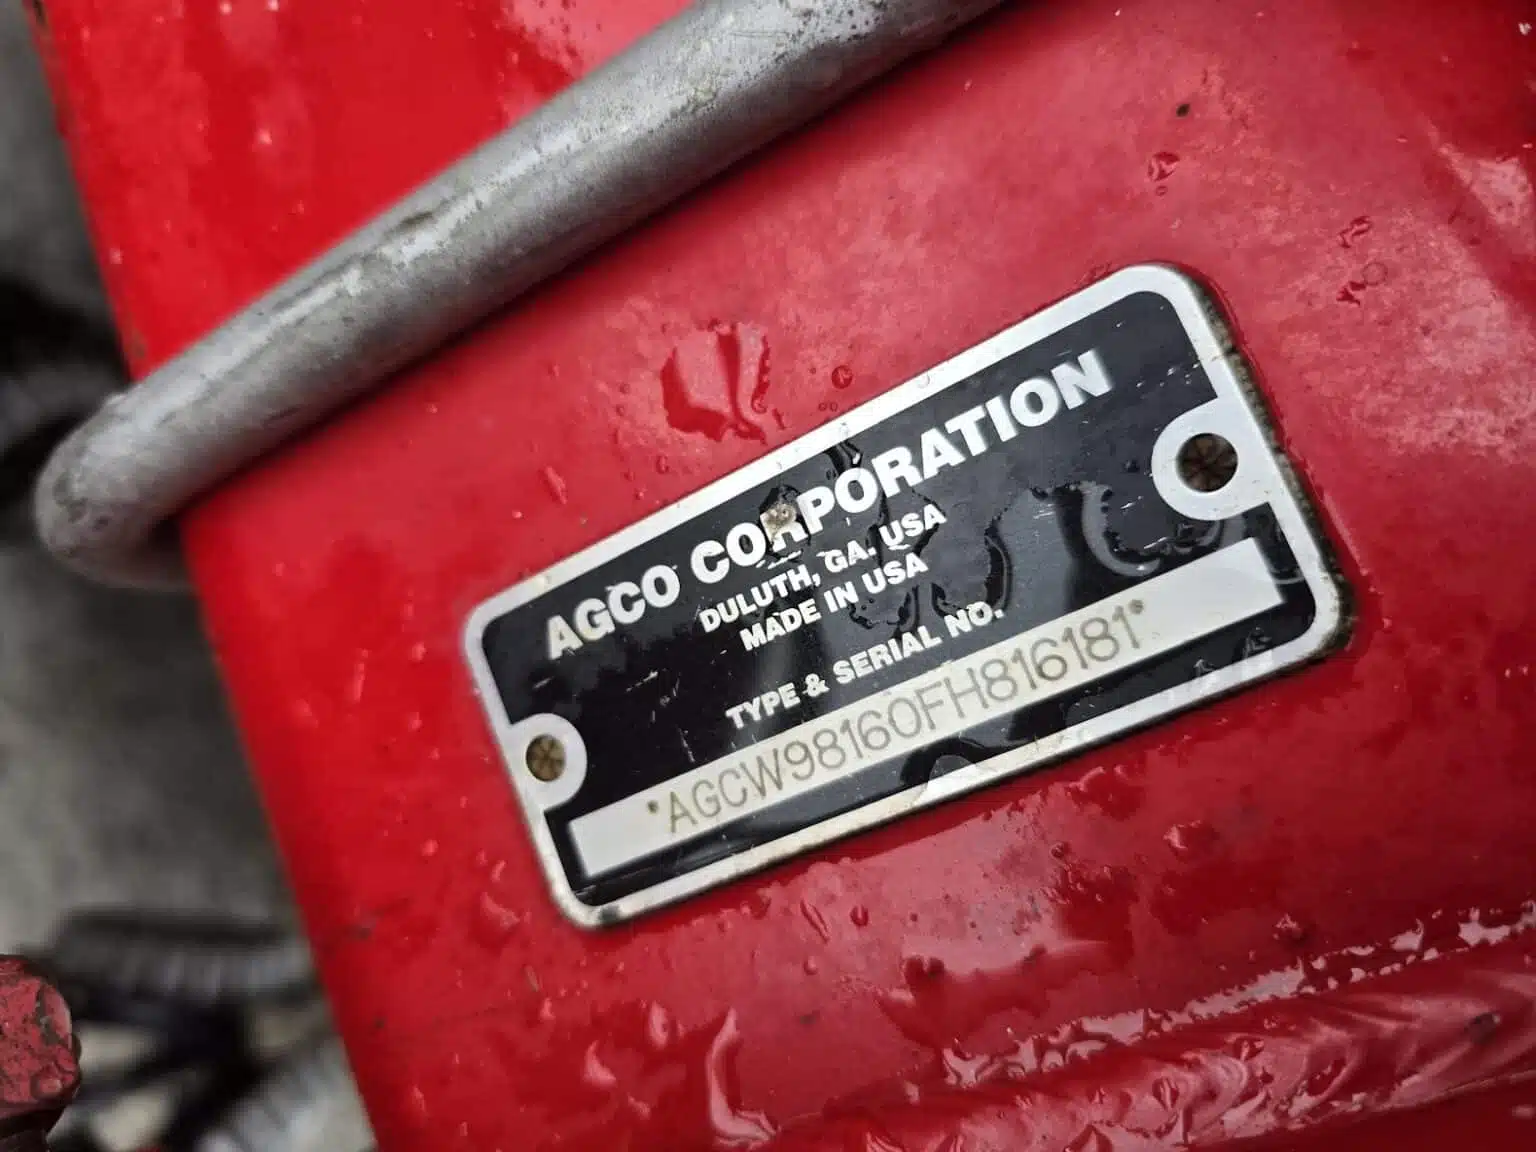 AGCO CORPORATION
DULUTH, GA. USA
MADE IN USA
TYPE & SERIAL NO.
*AGCW98160FH816181*